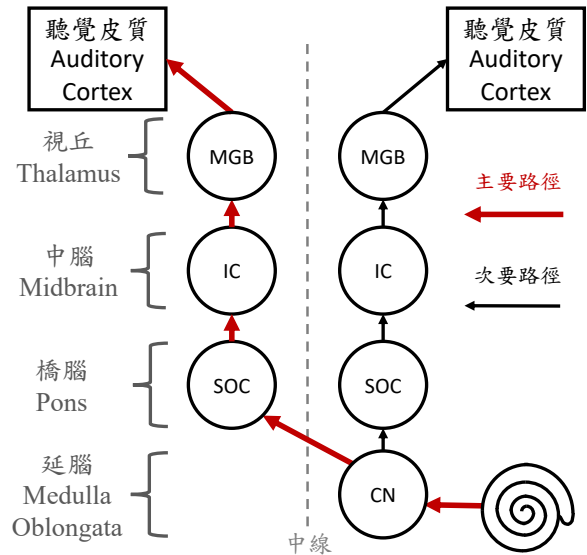 聽覺皮質
Auditory
Cortex
聽覺皮質
Auditory
Cortex
視丘
Thalamus
MGB
MGB
主要路徑
中腦
Midbrain
IC
IC
次要路徑
橋腦
Pons
SOC
SOC
延腦
Medulla
Oblongata
CN
中線